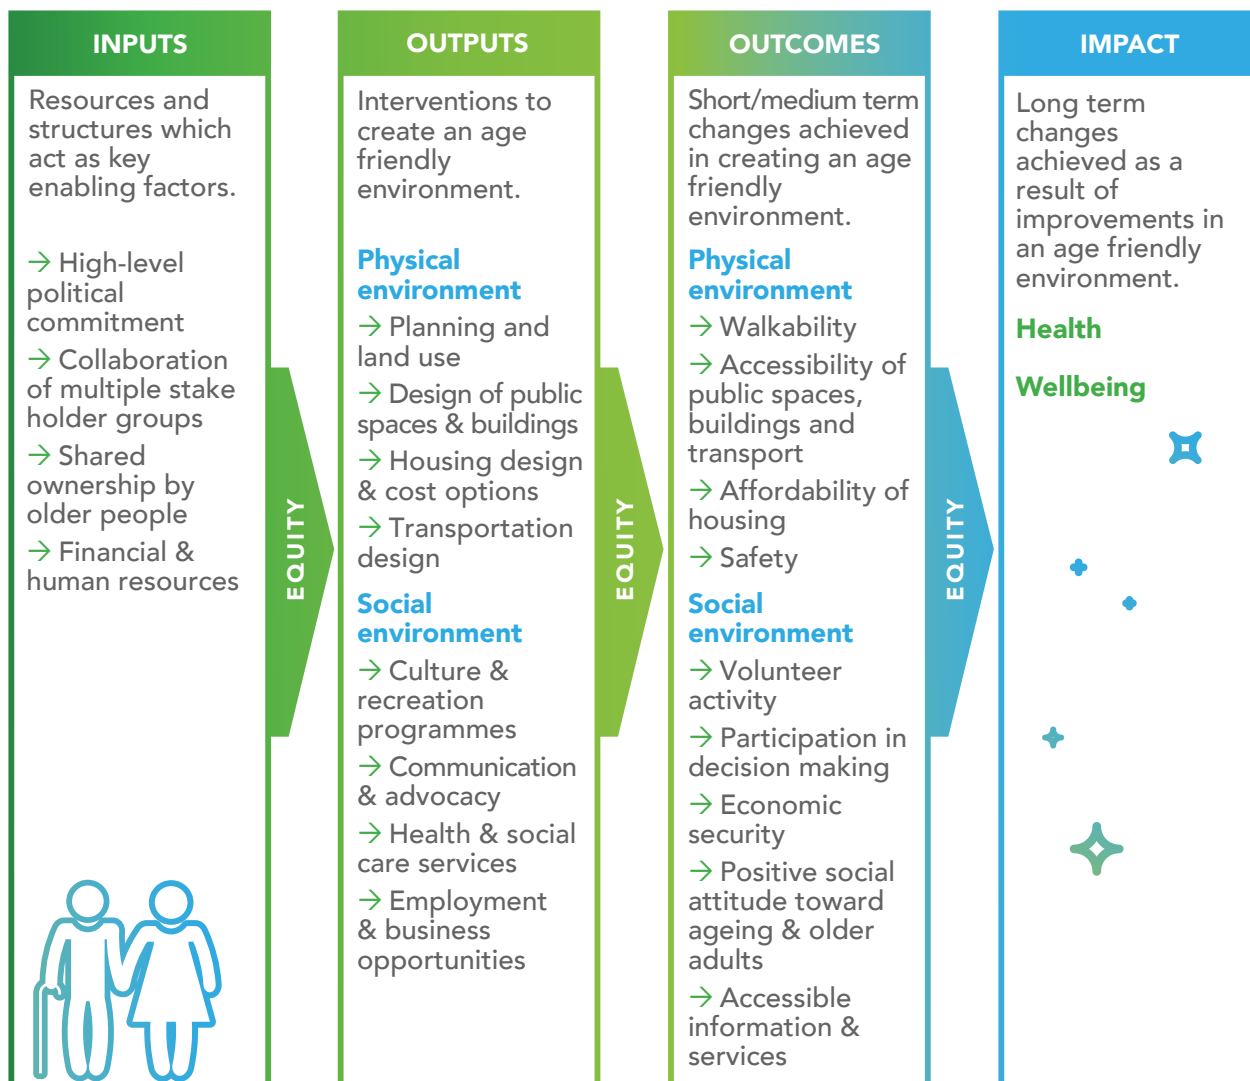 INPUTS
Resources and
structures which
act as key
enabling factors.
→ High-level
political
commitment
→ Collaboration
of multiple stake
holder groups
→ Shared
ownership by
older people
→ Financial &
human resources
EQUITY
OUTPUTS
Interventions to
create an age
friendly
environment.
Physical
environment
→ Planning and
land use
→ Design of public
spaces & buildings
→ Housing design
& cost options
→ Transportation
design
Social
environment
→ Culture &
recreation
programmes
→ Communication
& advocacy
→ Health & social
care services
→ Employment
& business
opportunities
EQUITY
OUTCOMES
Short/medium term
changes achieved
in creating an age
friendly
environment.
Physical
environment
→ Walkability
→ Accessibility of
public spaces,
buildings and
transport
→ Affordability of
housing
→ Safety
Social
environment
→ Volunteer
activity
→ Participation in
decision making
→ Economic
security
→ Positive social
attitude toward
ageing & older
adults
→ Accessible
information &
services
EQUITY
IMPACT
Long term
changes
achieved as a
result of
improvements in
an age friendly
environment.
Health
Wellbeing